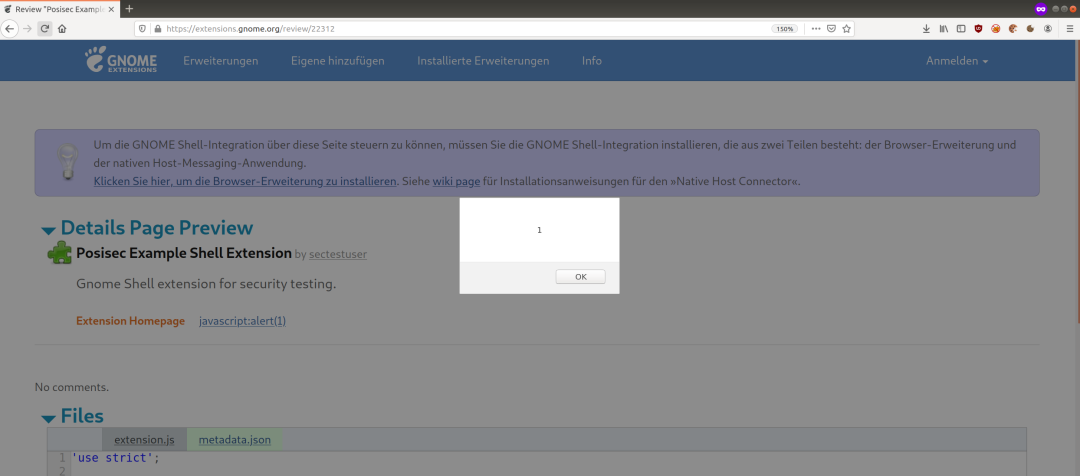 Review "Posisec Example
https://extensions.gnome.org/review/22312
150%
GNOME
EXTENSIONS
Erweiterungen
Eigene hinzufügen
Installierte Erweiterungen
Info
Anmelden
Um die GNOME Shell-Integration über diese Seite steuern zu können, müssen Sie die GNOME Shell-Integration installieren, die aus zwei Teilen besteht: der Browser-Erweiterung und
der nativen Host-Messaging-Anwendung.
Klicken Sie hier, um die Browser-Erweiterung zu installieren. Siehe wiki page für Installationsanweisungen für den »Native Host Connector«.
Details Page Preview
Posisec Example Shell Extension by sectestuser
Gnome Shell extension for security testing.
Extension Homepage javascript:alert(1)
1
OK
No comments.
Files
extension.js metadata.json
1 'use strict';
2